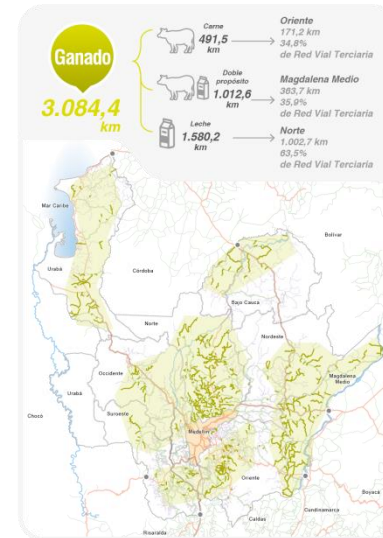 Ganado
3.084,4
km
Carne
491,5
km
Doble
propósito
1.012,6
km
Leche
1.580,2
km
Oriente
171,2 km
34,8%
de Red Vial Terciaria
Magdalena Medio
363,7 km
35,9%
de Red Vial Terciaria
Norte
1.002,7 km
63,5%
de Red Vial Terciaria
Mar Caribe
Urabá
Córdoba
Bolívar
Bajo Cauca
Norte
Nordeste
Occidente
Magdalena
Medio
Urabá
Suroeste
Chocó
Medellín
Oriente
Boyacá
Caldas
Cundinamarca
Risaralda